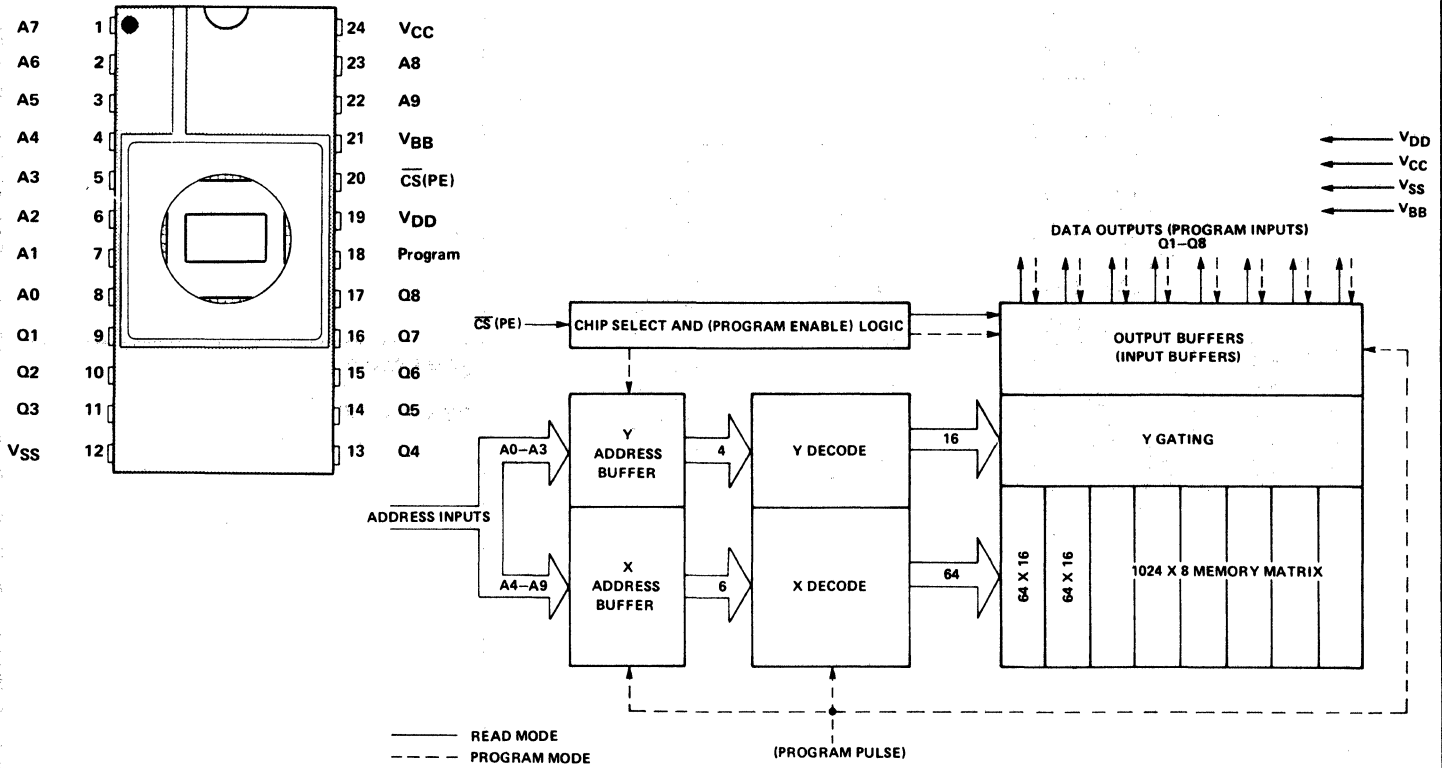 A7 1 24 VCC
A6 2 23 A8
A5 3 22 A9
A4 4 21 VBB
A3 5 20 C̅S̅(PE)
A2 6 19 VDD
A1 7 18 Program
A0 8 17 Q8
Q1 9 16 Q7
Q2 10 15 Q6
Q3 11 14 Q5
VSS 12 13 Q4
VDD
VCC
VSS
VBB
DATA OUTPUTS (PROGRAM INPUTS)
Q1–Q8
C̅S̅ (PE)
CHIP SELECT AND (PROGRAM ENABLE) LOGIC
OUTPUT BUFFERS
(INPUT BUFFERS)
ADDRESS INPUTS
A0–A3
Y
ADDRESS
BUFFER
4
Y DECODE
16
Y GATING
A4–A9
X
ADDRESS
BUFFER
6
X DECODE
64
64 X 16
64 X 16
1024 X 8 MEMORY MATRIX
READ MODE
PROGRAM MODE
(PROGRAM PULSE)